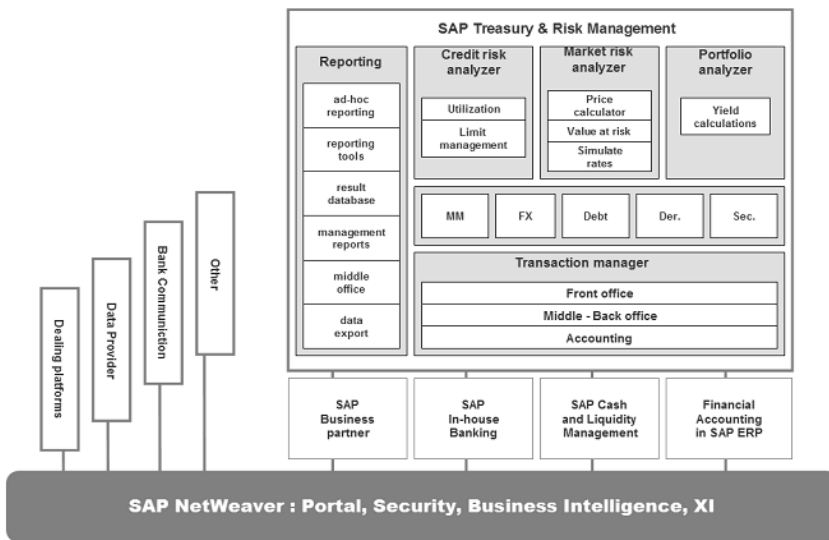 SAP Treasury & Risk Management
Reporting
ad-hoc
reporting
reporting
tools
result
database
management
reports
middle
office
data
export
Credit risk
analyzer
Utilization
Limit
management
Market risk
analyzer
Price
calculator
Value at risk
Simulate
rates
Portfolio
analyzer
Yield
calculations
MM
FX
Debt
Der.
Sec.
Transaction manager
Front office
Middle - Back office
Accounting
Dealing platforms
Data Provider
Bank Communiction
Other
SAP
Business
partner
SAP
In-house
Banking
SAP Cash
and Liquidity
Management
Financial
Accounting
in SAP ERP
SAP NetWeaver : Portal, Security, Business Intelligence, XI